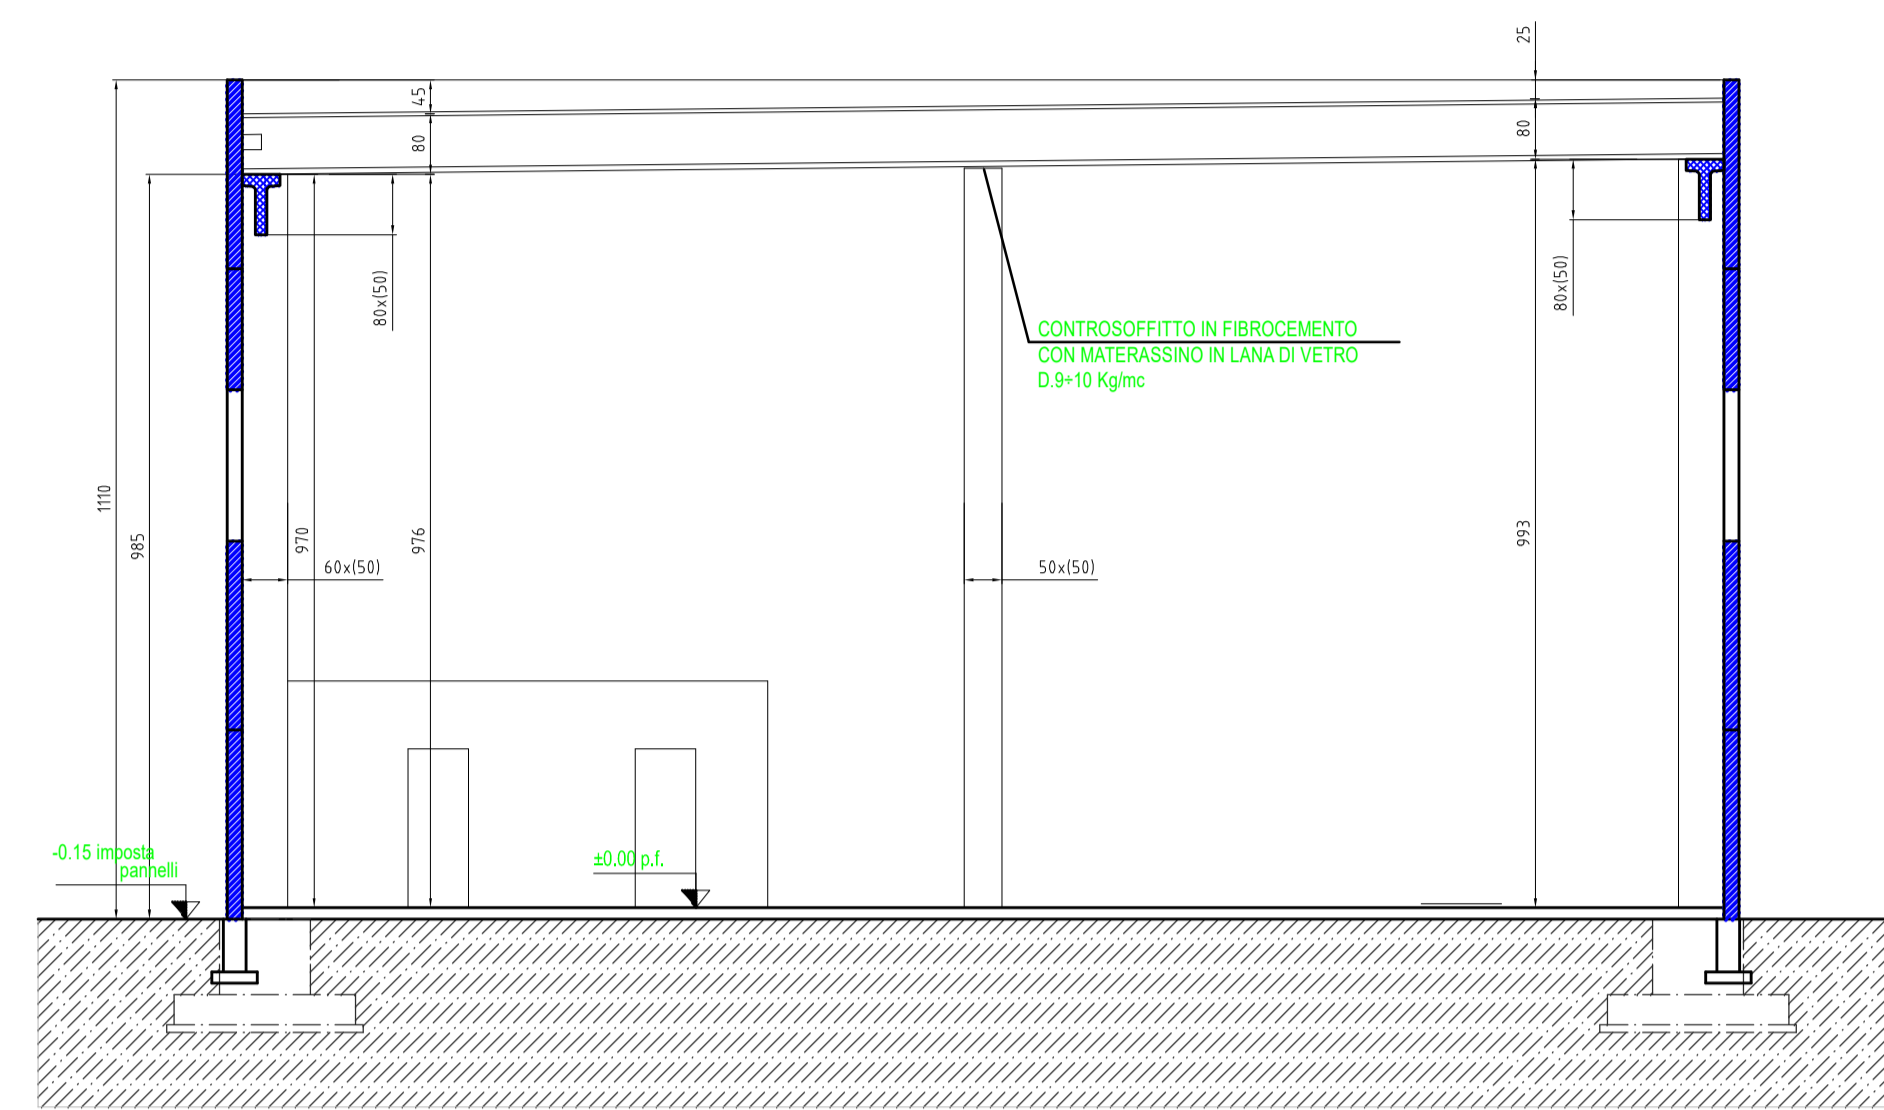 25
45
80
80
80x(50)
80x(50)
CONTROSOFFITTO IN FIBROCEMENTO
CON MATERASSINO IN LANA DI VETRO
D.9÷10 Kg/mc
1110
985
970
976
993
60x(50)
50x(50)
-0.15 imposta
pannelli
±0.00 p.f.